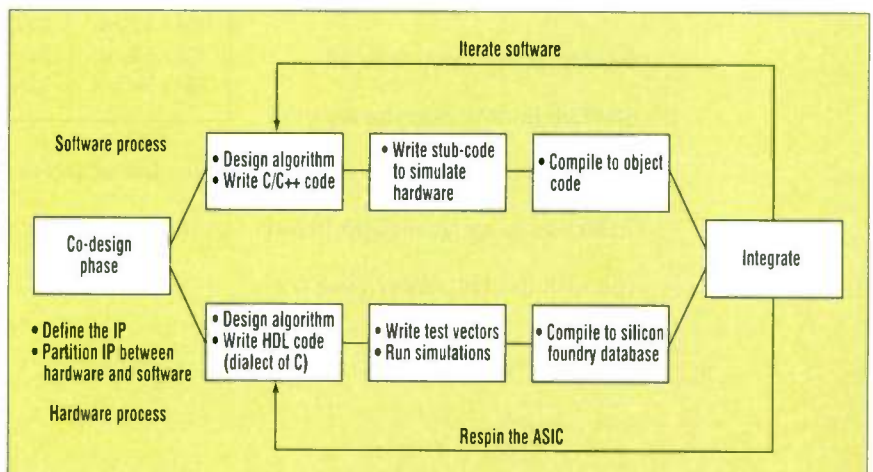 Iterate software
Software process
• Design algorithm
• Write C/C++ code
• Write stub-code
to simulate
hardware
• Compile to object
code
Co-design
phase
Integrate
• Define the IP
• Partition IP between
hardware and software
Hardware process
• Design algorithm
• Write HDL code
(dialect of C)
• Write test vectors
• Run simulations
• Compile to silicon
foundry database
Respin the ASIC